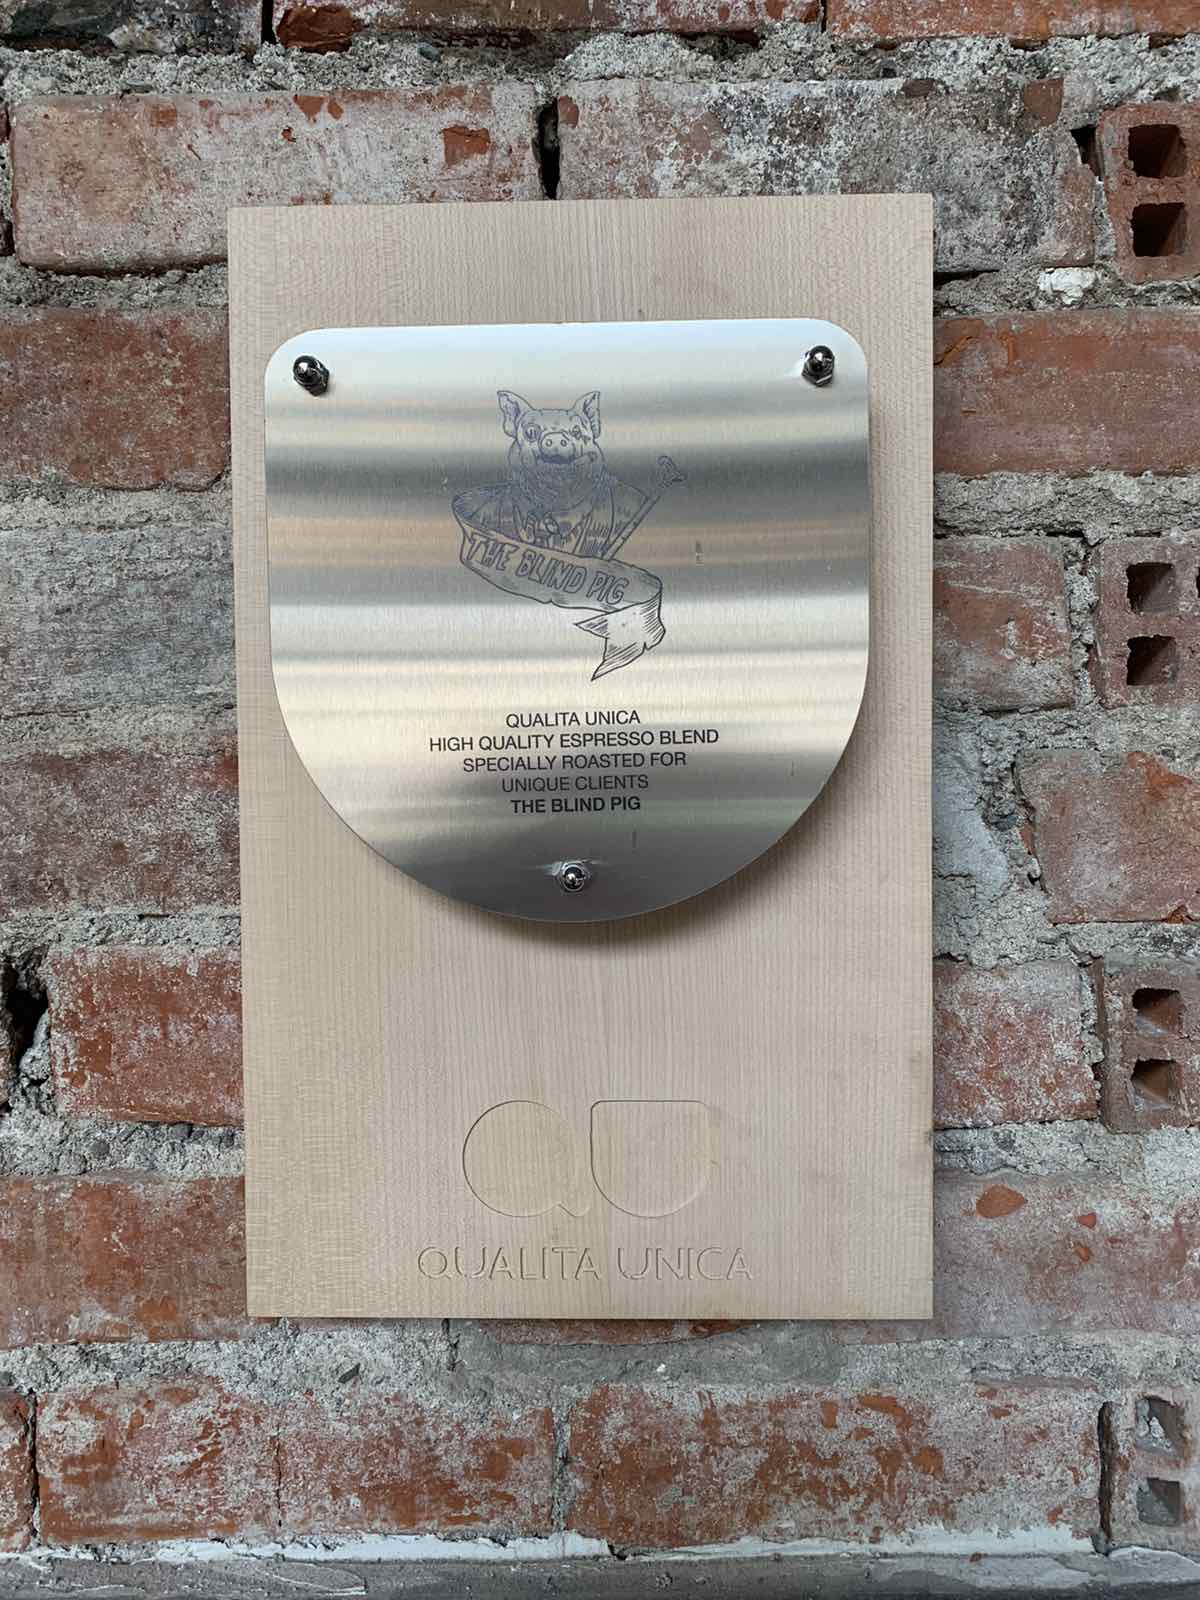 THE BLIND PIG
QUALITA UNICA
HIGH QUALITY ESPRESSO BLEND
SPECIALLY ROASTED FOR
UNIQUE CLIENTS
THE BLIND PIG
QU
QUALITA UNICA